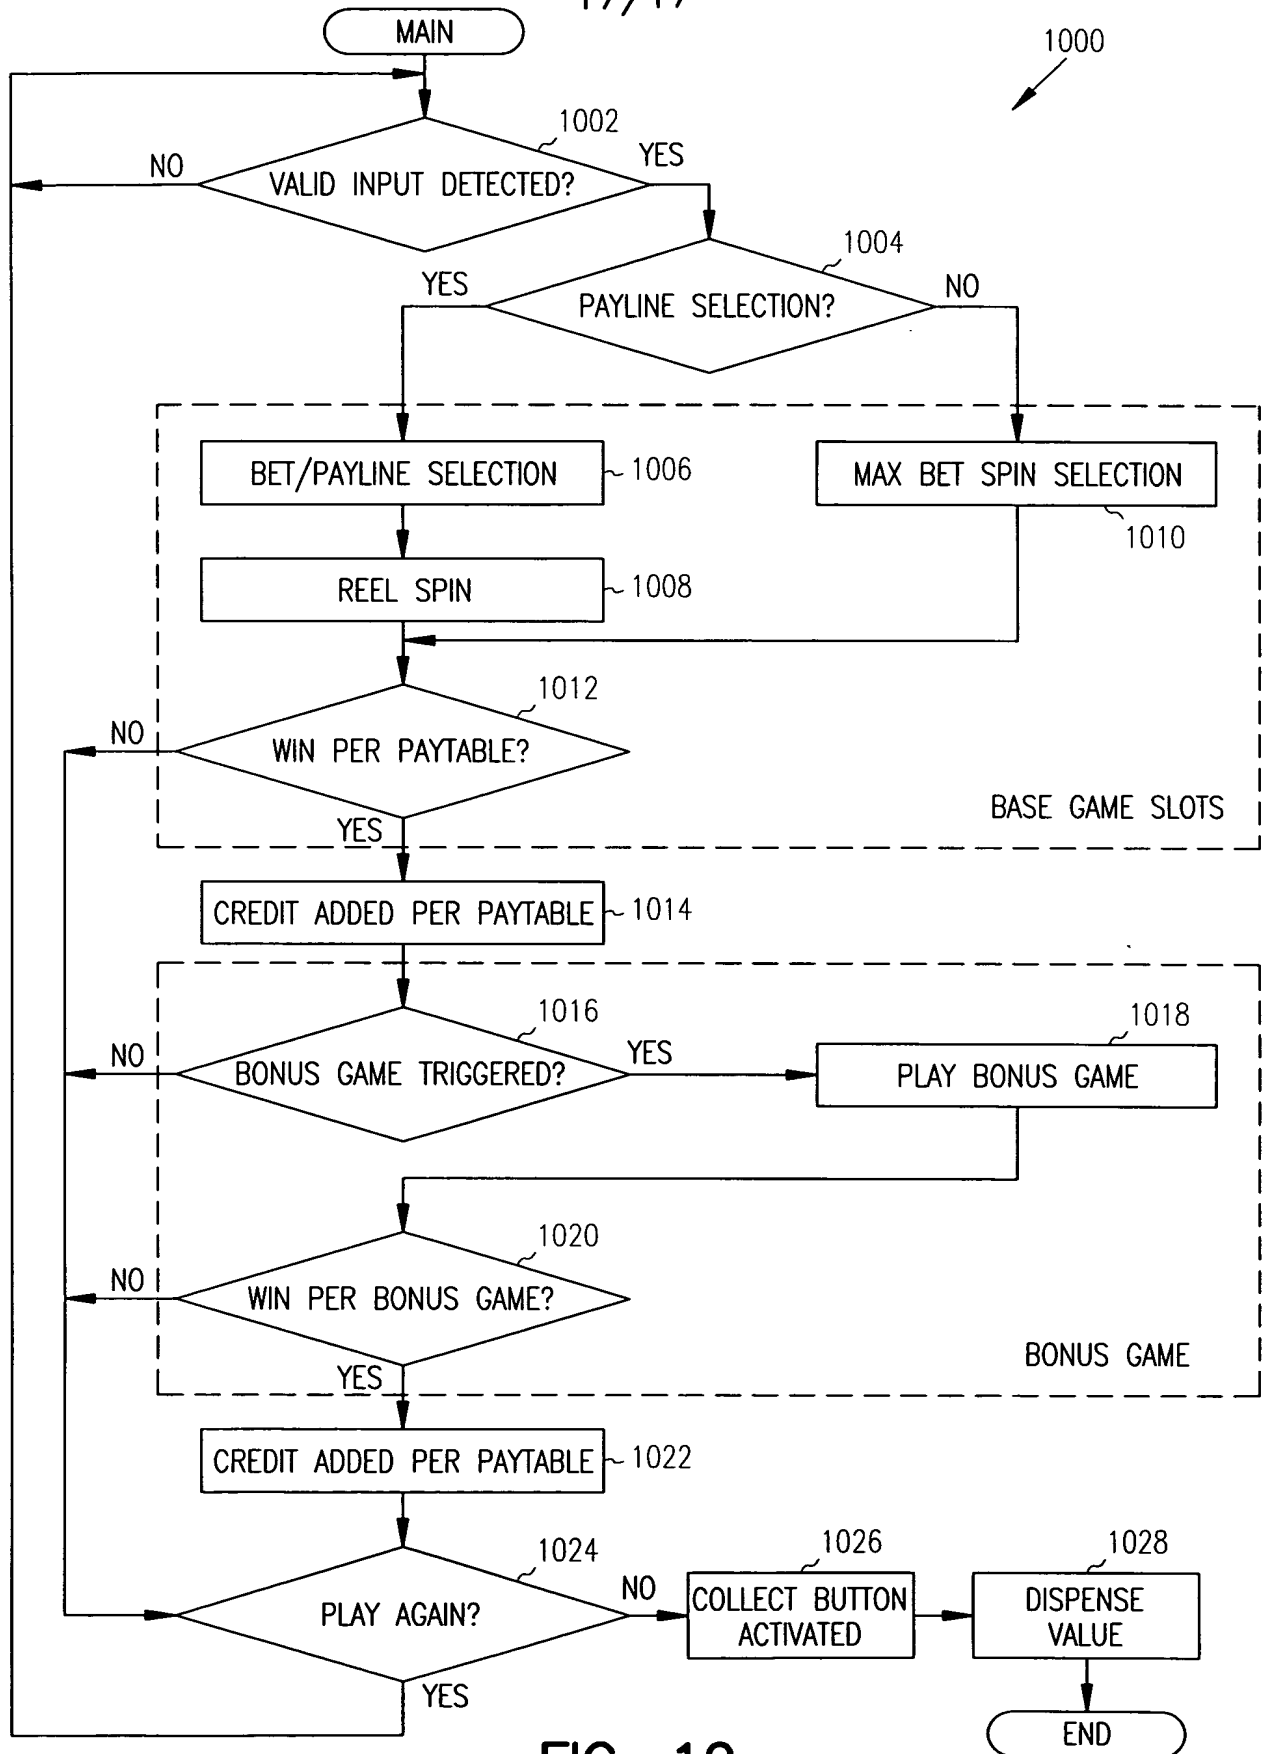 MAIN
1000
1002
NO
YES
VALID INPUT DETECTED?
1004
YES
NO
PAYLINE SELECTION?
BET/PAYLINE SELECTION
1006
MAX BET SPIN SELECTION
1010
REEL SPIN
1008
1012
NO
WIN PER PAYTABLE?
BASE GAME SLOTS
YES
CREDIT ADDED PER PAYTABLE
1014
1016
1018
NO
YES
BONUS GAME TRIGGERED?
PLAY BONUS GAME
1020
NO
WIN PER BONUS GAME?
BONUS GAME
YES
CREDIT ADDED PER PAYTABLE
1022
1024
1026
1028
NO
PLAY AGAIN?
COLLECT BUTTON
ACTIVATED
DISPENSE
VALUE
YES
END